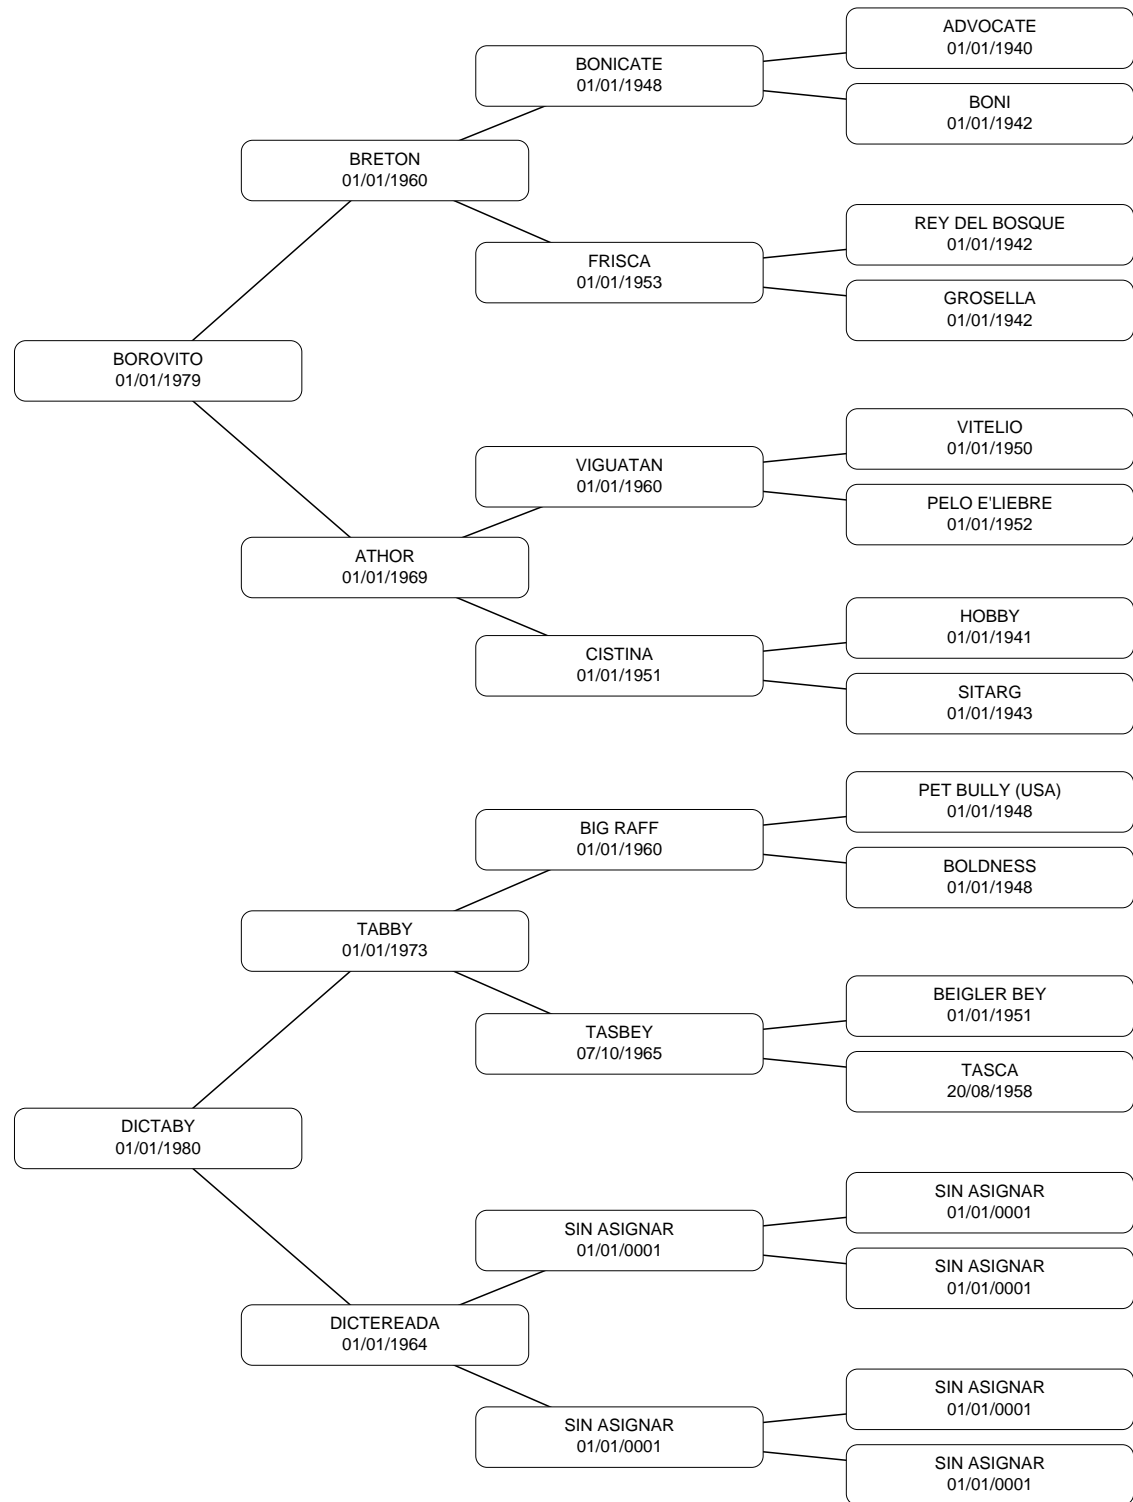 ADVOCATE
01/01/1940
BONICATE
01/01/1948
BONI
01/01/1942
BRETON
01/01/1960
REY DEL BOSQUE
01/01/1942
FRISCA
01/01/1953
GROSELLA
01/01/1942
BOROVITO
01/01/1979
VITELIO
01/01/1950
VIGUATAN
01/01/1960
PELO E'LIEBRE
01/01/1952
ATHOR
01/01/1969
HOBBY
01/01/1941
CISTINA
01/01/1951
SITARG
01/01/1943
PET BULLY (USA)
01/01/1948
BIG RAFF
01/01/1960
BOLDNESS
01/01/1948
TABBY
01/01/1973
BEIGLER BEY
01/01/1951
TASBEY
07/10/1965
TASCA
20/08/1958
DICTABY
01/01/1980
SIN ASIGNAR
01/01/0001
SIN ASIGNAR
01/01/0001
SIN ASIGNAR
01/01/0001
DICTEREADA
01/01/1964
SIN ASIGNAR
01/01/0001
SIN ASIGNAR
01/01/0001
SIN ASIGNAR
01/01/0001